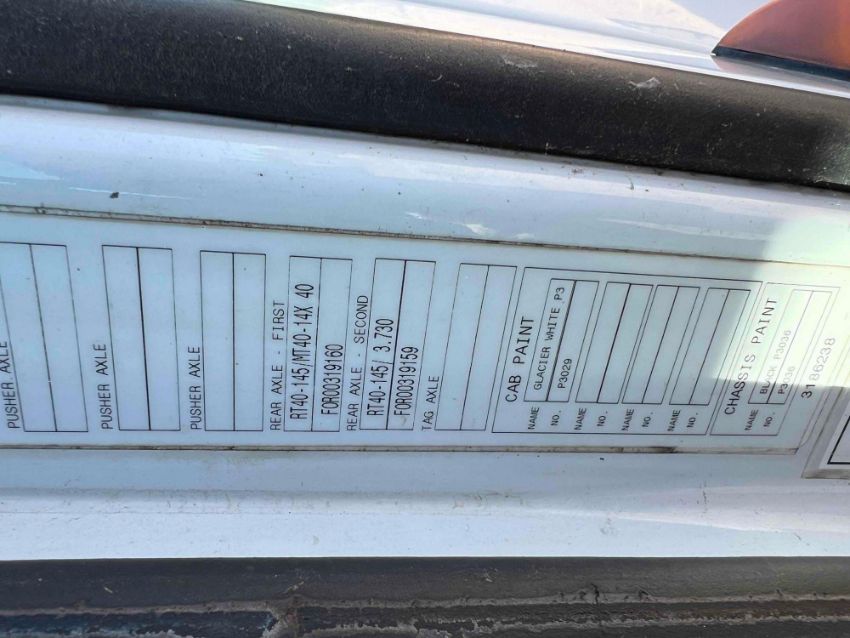 PUSHER AXLE
PUSHER AXLE
PUSHER AXLE
REAR AXLE - FIRST
RT40-145/MT40-14X 40
FOR00319160
REAR AXLE - SECOND
RT40-145/ 3.730
FOR00319159
TAG AXLE
CAB PAINT
NAME GLACIER WHITE P3
NO. P3029
NAME
NO.
NAME
NO.
NAME
NO.
CHASSIS PAINT
NAME BLACK P3036
NO. P3036
3186238